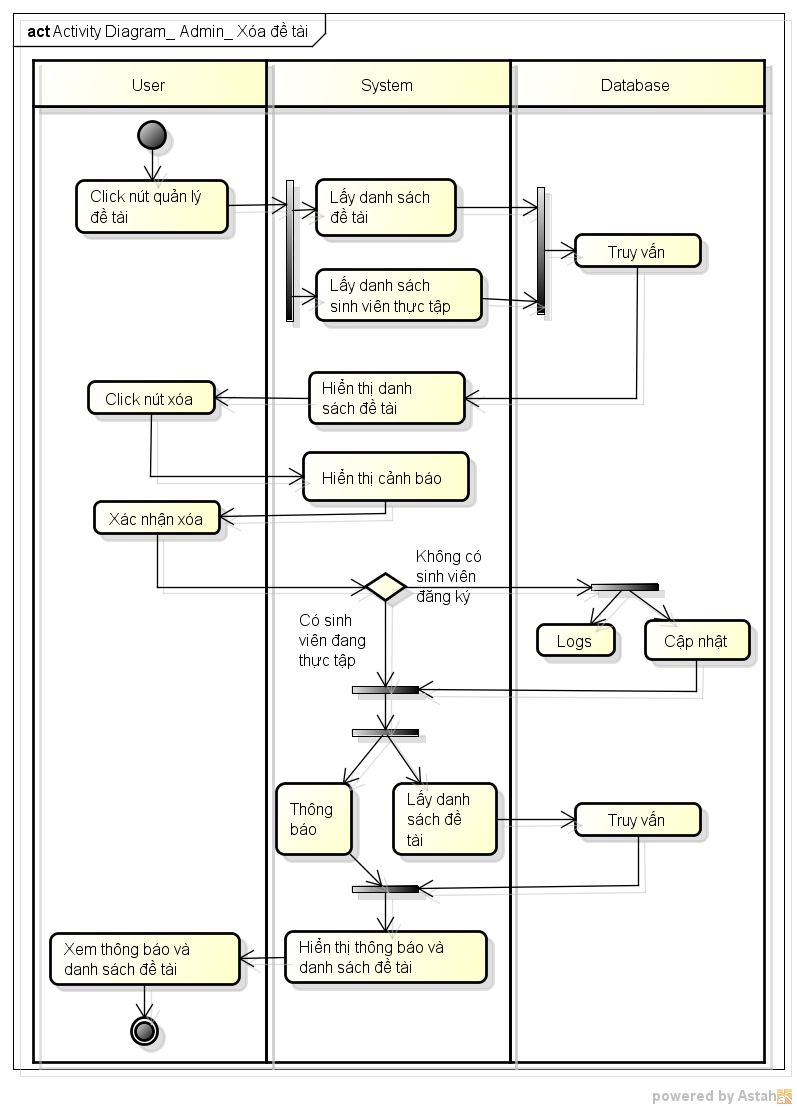 act Activity Diagram_ Admin_ Xóa đề tài
User
System
Database
Click nút quản lý
đề tài
Lấy danh sách
đề tài
Truy vấn
Lấy danh sách
sinh viên thực tập
Hiển thị danh
sách đề tài
Click nút xóa
Hiển thị cảnh báo
Xác nhận xóa
Không có
sinh viên
đăng ký
Có sinh
viên đang
thực tập
Logs
Cập nhật
Thông
báo
Lấy danh
sách đề
tài
Truy vấn
Hiển thị thông báo và
danh sách đề tài
Xem thông báo và
danh sách đề tài
powered by Astah